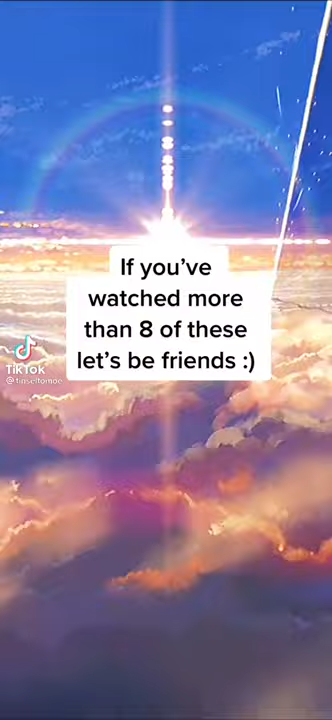 If you've
watched more
than 8 of these
let's be friends :)
TikTok